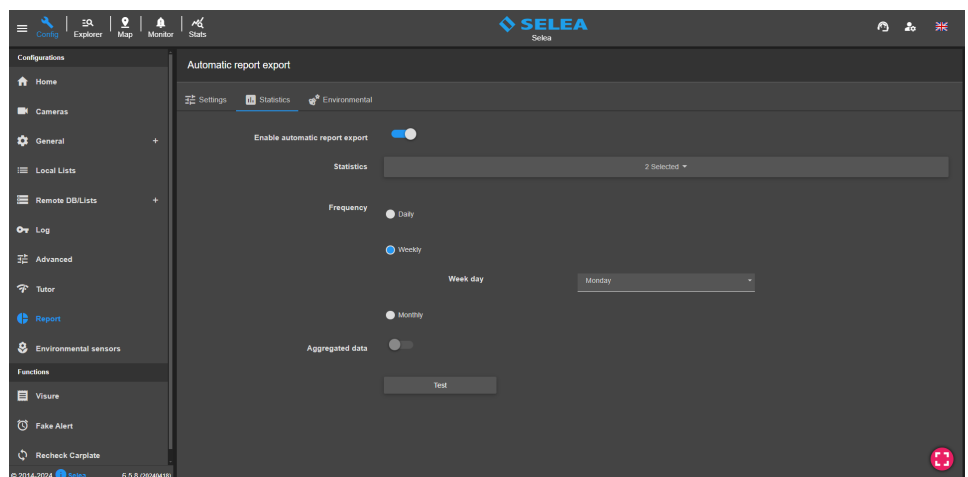 Config
Explorer
Map
Monitor
Stats
SELEA
Selea
Configurations
Home
Cameras
General +
Local Lists
Remote DB/Lists +
Log
Advanced
Tutor
Report
Environmental sensors
Functions
Visure
Fake Alert
Recheck Carplate
© 2014-2024 Selea 6.5.8 (20240418)
Automatic report export
Settings Statistics Environmental
Enable automatic report export
Statistics 2 Selected
Frequency
Daily
Weekly
Week day Monday
Monthly
Aggregated data
Test